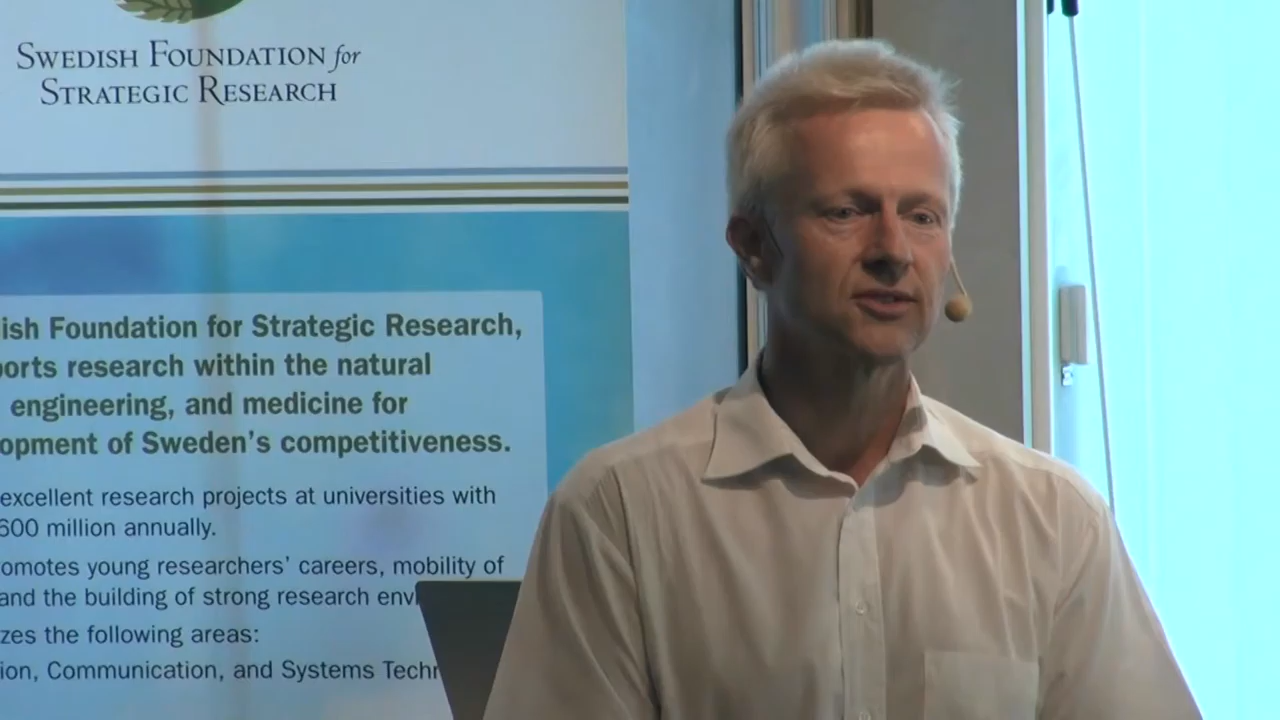 SWEDISH FOUNDATION for
STRATEGIC RESEARCH
ish Foundation for Strategic Research,
orts research within the natural
engineering, and medicine for
opment of Sweden's competitiveness.
excellent research projects at universities with
600 million annually.
omotes young researchers' careers, mobility of
and the building of strong research envi
zes the following areas:
ion, Communication, and Systems Techn